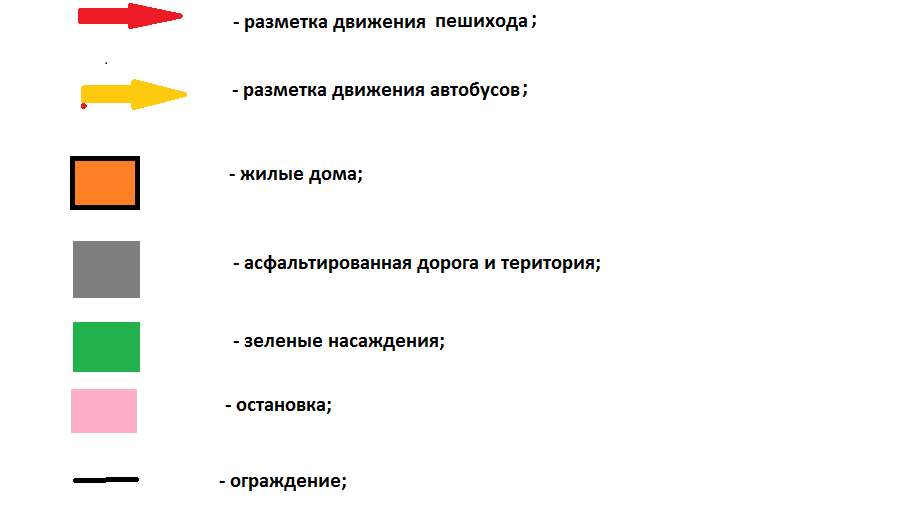 - разметка движения пешихода;
- разметка движения автобусов;
- жилые дома;
- асфальтированная дорога и територия;
- зеленые насаждения;
- остановка;
- ограждение;